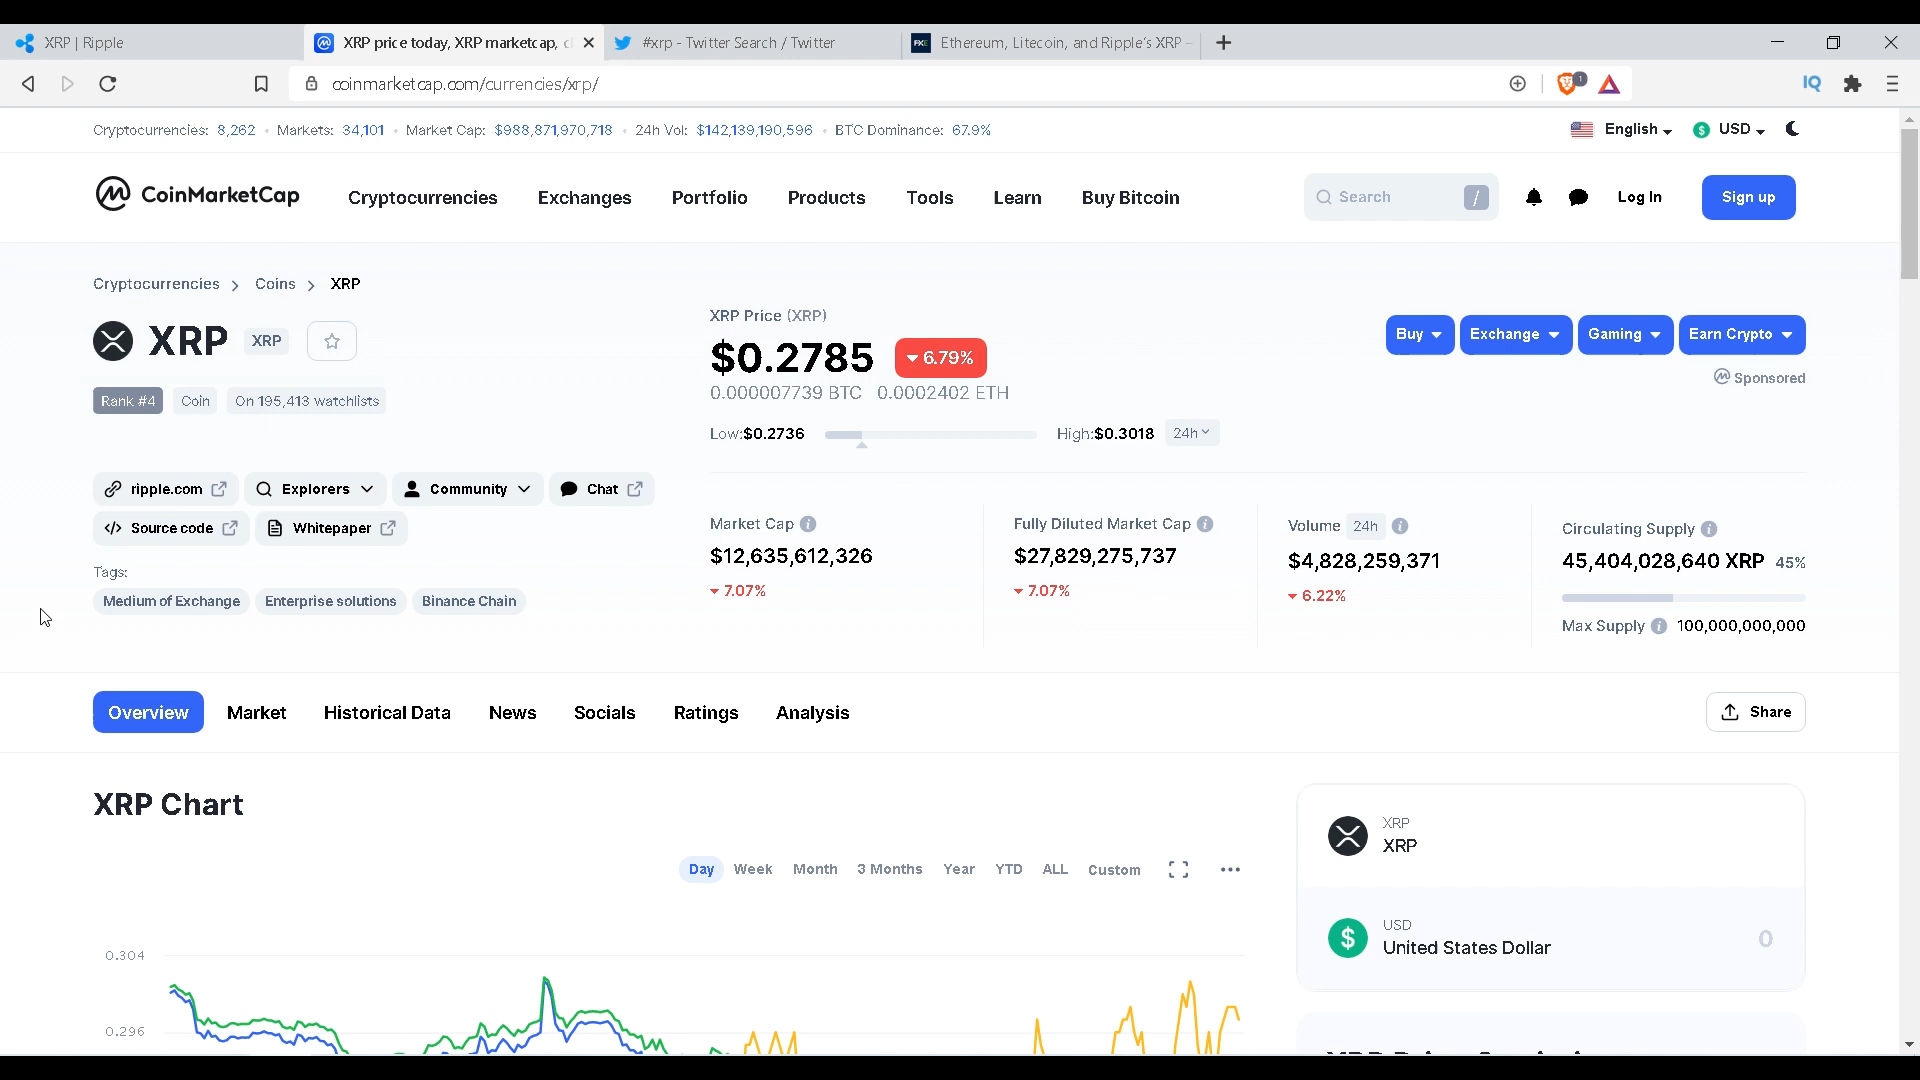 XRP | Ripple
XRP price today, XRP marketcap, c
#xrp - Twitter Search / Twitter
FXE Ethereum, Litecoin, and Ripple's XRP -
coinmarketcap.com/currencies/xrp/
1
IQ
Cryptocurrencies: 8,262 • Markets: 34,101 • Market Cap: $988,871,970,718 • 24h Vol: $142,139,190,596 • BTC Dominance: 67.9%
English
$ USD
CoinMarketCap
Cryptocurrencies Exchanges Portfolio Products Tools Learn Buy Bitcoin
Search /
Log In
Sign up
Cryptocurrencies > Coins > XRP
XRP XRP
Rank #4 Coin On 195,413 watchlists
ripple.com Explorers Community Chat
Source code Whitepaper
Tags:
Medium of Exchange Enterprise solutions Binance Chain
XRP Price (XRP)
$0.2785 6.79%
0.000007739 BTC 0.0002402 ETH
Low:$0.2736 High:$0.3018 24h
Buy Exchange Gaming Earn Crypto
Sponsored
Market Cap
$12,635,612,326
7.07%
Fully Diluted Market Cap
$27,829,275,737
7.07%
Volume 24h
$4,828,259,371
6.22%
Circulating Supply
45,404,028,640 XRP 45%
Max Supply 100,000,000,000
Overview Market Historical Data News Socials Ratings Analysis
Share
XRP Chart
Day Week Month 3 Months Year YTD ALL Custom
0.304
0.296
XRP
XRP
USD
$ United States Dollar 0